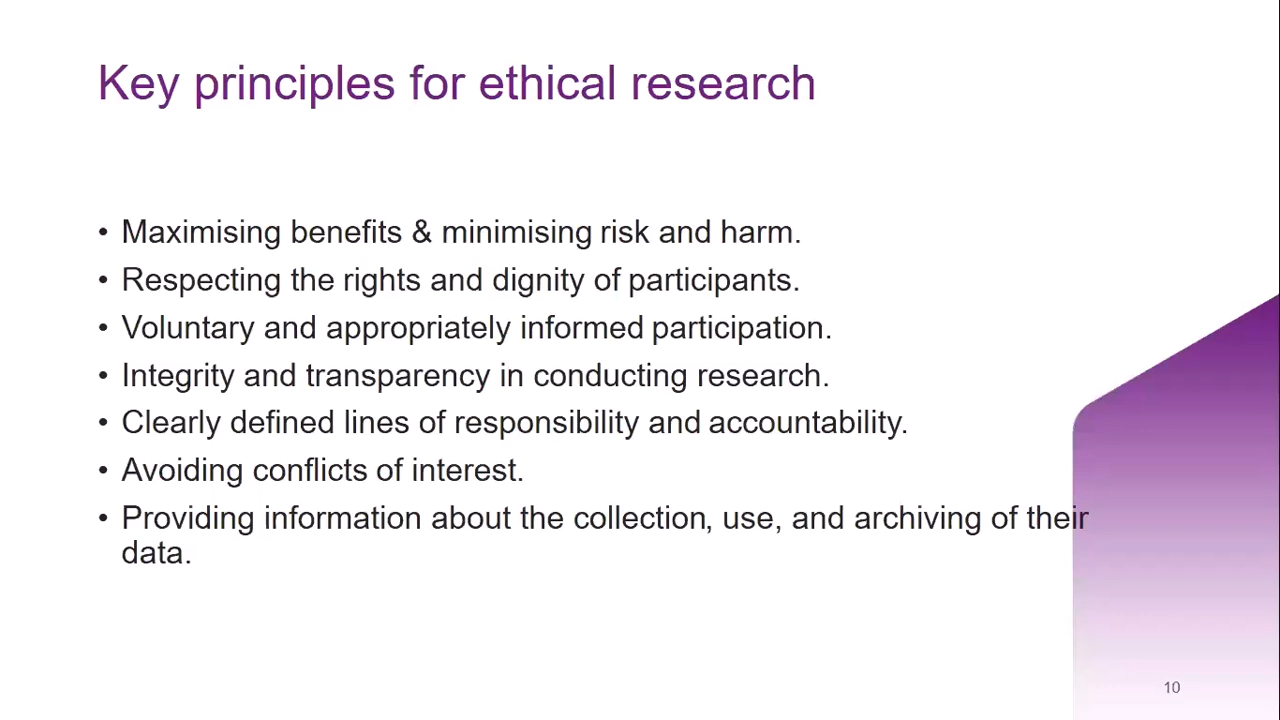 Key principles for ethical research
• Maximising benefits & minimising risk and harm.
• Respecting the rights and dignity of participants.
• Voluntary and appropriately informed participation.
• Integrity and transparency in conducting research.
• Clearly defined lines of responsibility and accountability.
• Avoiding conflicts of interest.
• Providing information about the collection, use, and archiving of their
data.
10